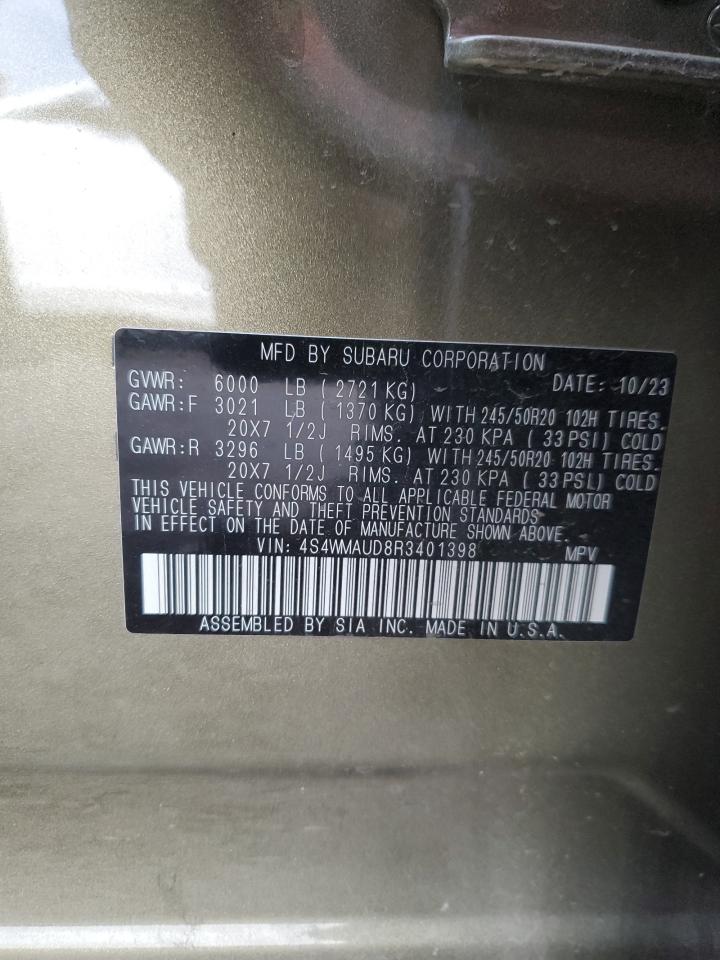 MFD BY SUBARU CORPORATION
GVWR: 6000 LB ( 2721 KG) DATE: 10/23
GAWR:F 3021 LB ( 1370 KG) WITH 245/50R20 102H TIRES.
20X7 1/2J RIMS. AT 230 KPA ( 33 PSI) COLD
GAWR:R 3296 LB ( 1495 KG) WITH 245/50R20 102H TIRES.
20X7 1/2J RIMS. AT 230 KPA ( 33 PSI) COLD
THIS VEHICLE CONFORMS TO ALL APPLICABLE FEDERAL MOTOR
VEHICLE SAFETY AND THEFT PREVENTION STANDARDS
IN EFFECT ON THE DATE OF MANUFACTURE SHOWN ABOVE.
VIN: 4S4WMAUD8R3401398 MPV
ASSEMBLED BY SIA INC. MADE IN U.S.A.